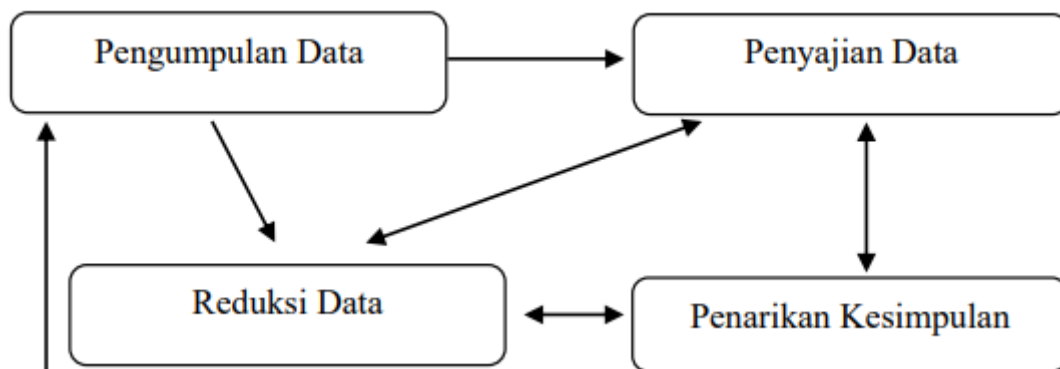 Pengumpulan Data
Penyajian Data
Reduksi Data
Penarikan Kesimpulan